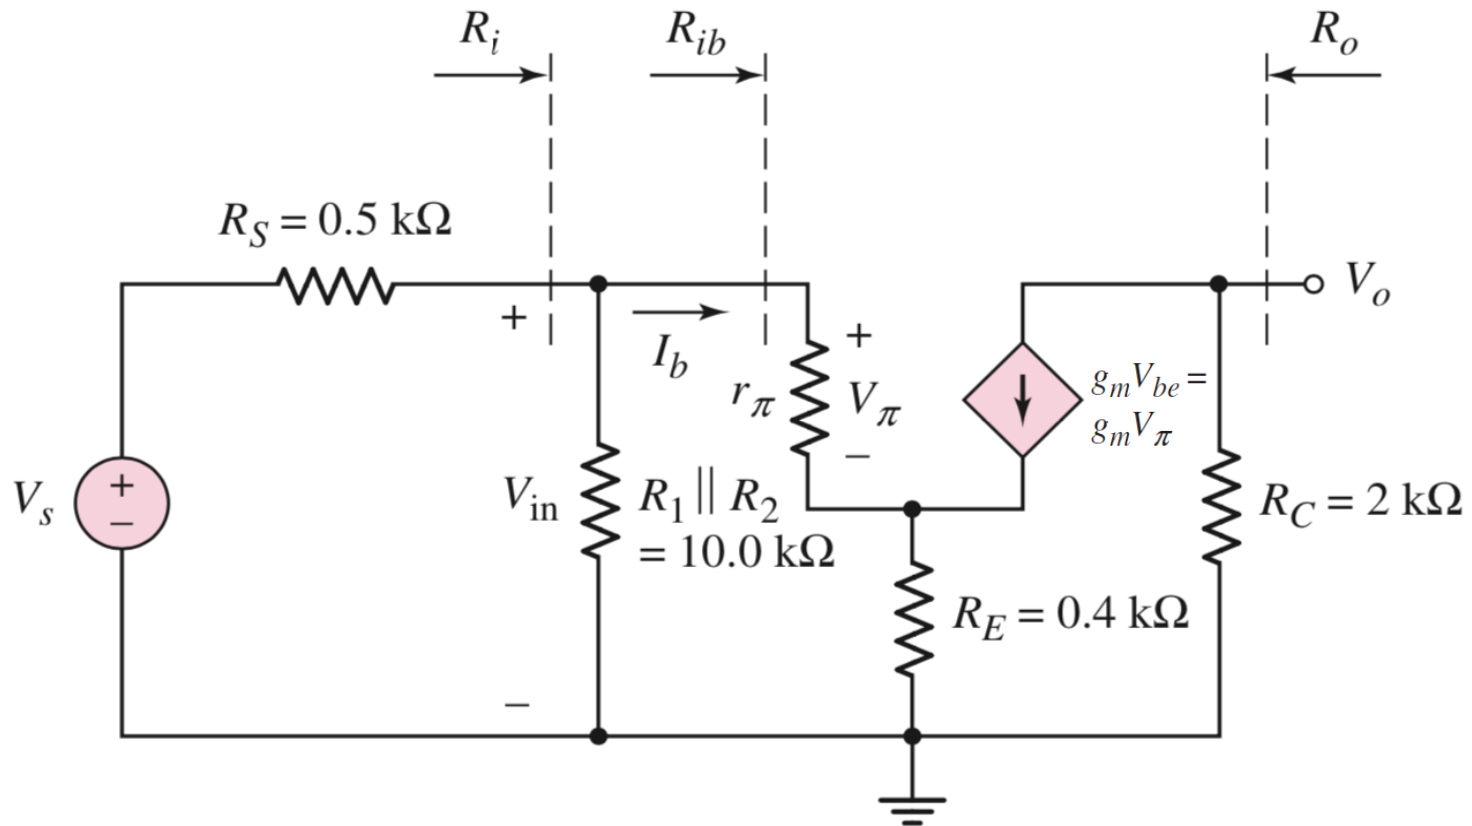 R_i
R_ib
R_o
R_S = 0.5 kΩ
V_o
+
I_b
+
r_π
V_π
−
g_mV_be =
g_mV_π
V_s
+
−
V_in
R_1 || R_2
= 10.0 kΩ
R_C = 2 kΩ
R_E = 0.4 kΩ
−